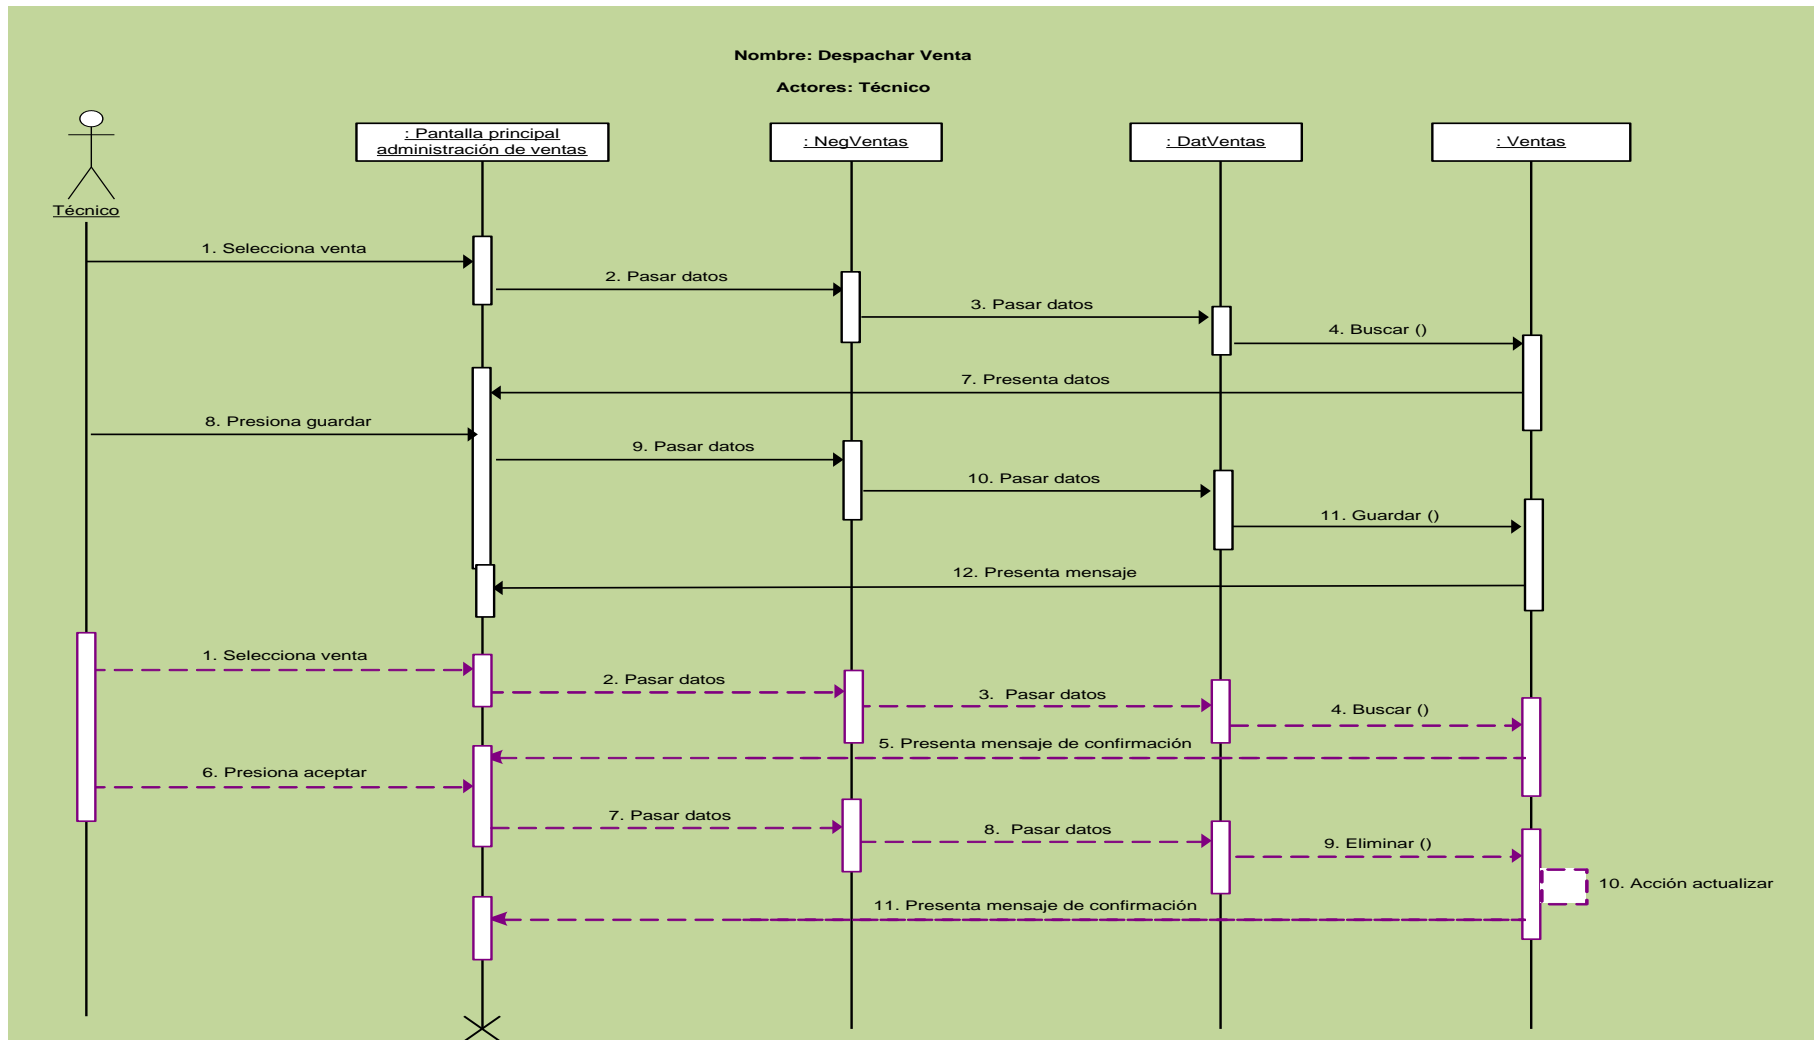 Nombre: Despachar Venta
Actores: Técnico
: Pantalla principal
administración de ventas
: NegVentas
: DatVentas
: Ventas
Técnico
1. Selecciona venta
2. Pasar datos
3. Pasar datos
4. Buscar ()
7. Presenta datos
8. Presiona guardar
9. Pasar datos
10. Pasar datos
11. Guardar ()
12. Presenta mensaje
1. Selecciona venta
2. Pasar datos
3. Pasar datos
4. Buscar ()
5. Presenta mensaje de confirmación
6. Presiona aceptar
7. Pasar datos
8. Pasar datos
9. Eliminar ()
10. Acción actualizar
11. Presenta mensaje de confirmación